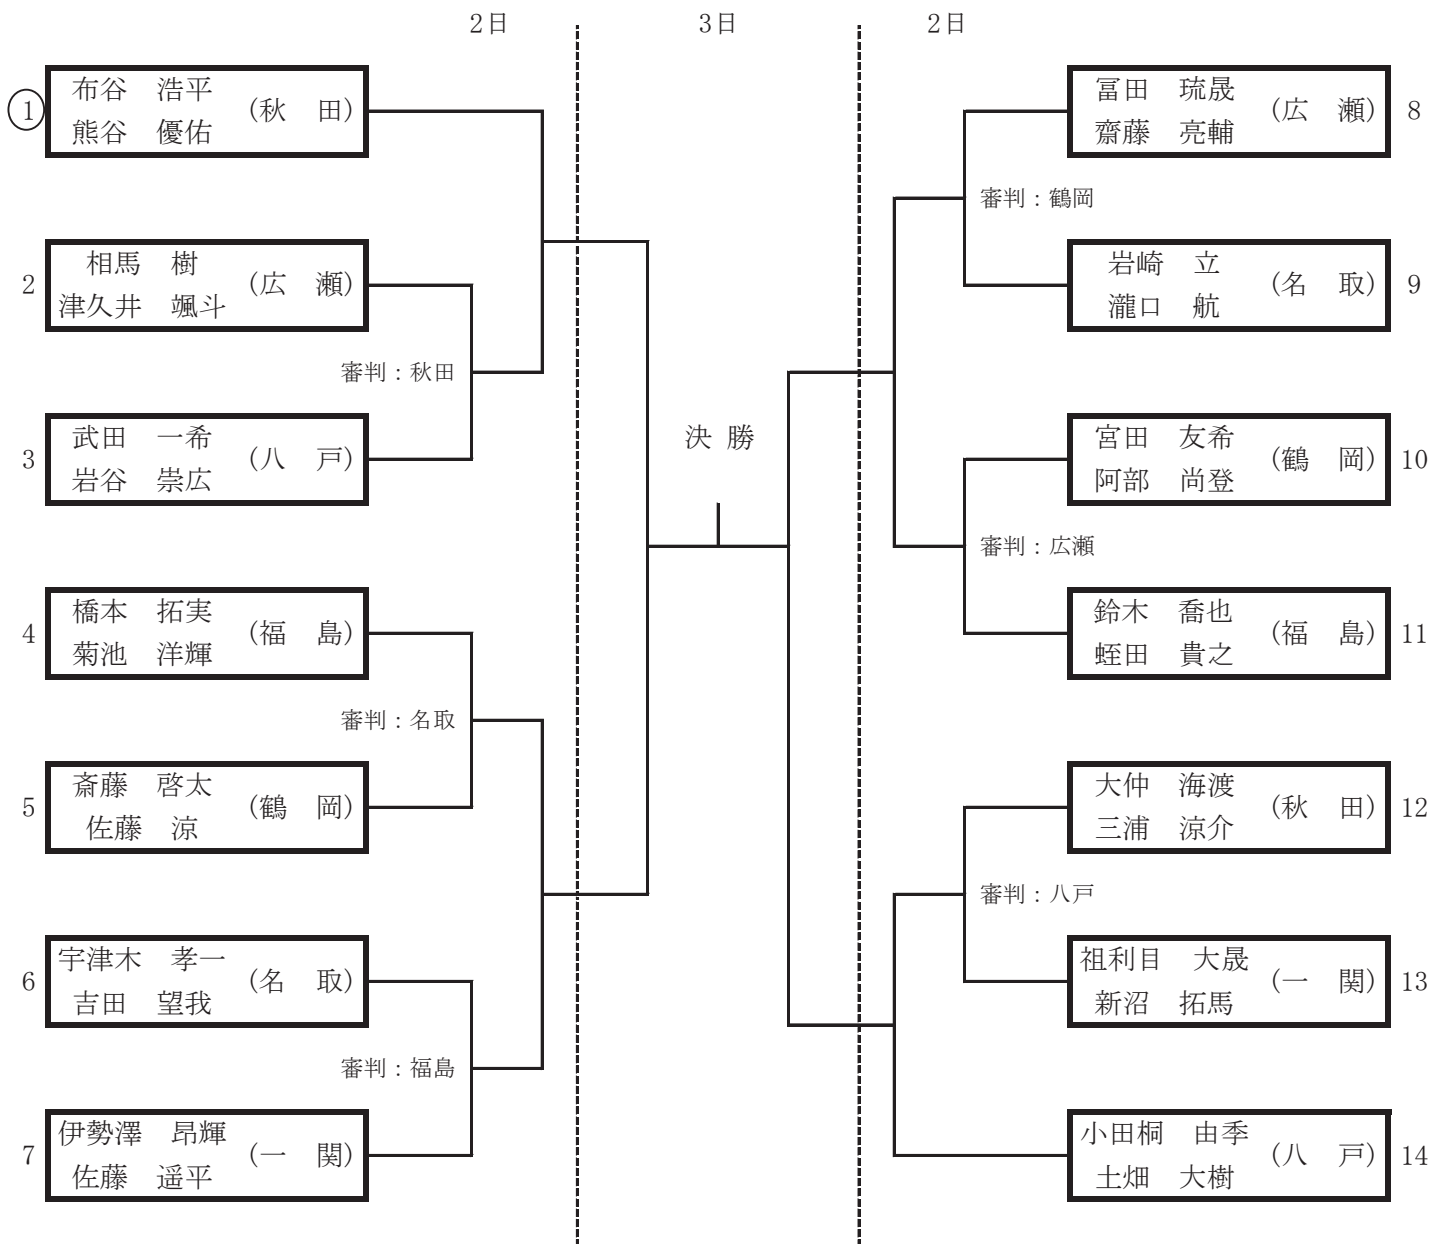 2日　3日　2日
① 布谷　浩平
熊谷　優佑
(秋　田)
2 相馬　樹
津久井　颯斗
(広　瀬)
審判：秋田
3 武田　一希
岩谷　崇広
(八　戸)
4 橋本　拓実
菊池　洋輝
(福　島)
審判：名取
5 斎藤　啓太
佐藤　涼
(鶴　岡)
6 宇津木　孝一
吉田　望我
(名　取)
審判：福島
7 伊勢澤　昂輝
佐藤　遥平
(一　関)
決 勝
冨田　琉晟
齋藤　亮輔
(広　瀬) 8
審判：鶴岡
岩崎　立
瀧口　航
(名　取) 9
宮田　友希
阿部　尚登
(鶴　岡) 10
審判：広瀬
鈴木　喬也
蛭田　貴之
(福　島) 11
大仲　海渡
三浦　涼介
(秋　田) 12
審判：八戸
祖利目　大晟
新沼　拓馬
(一　関) 13
小田桐　由季
土畑　大樹
(八　戸) 14